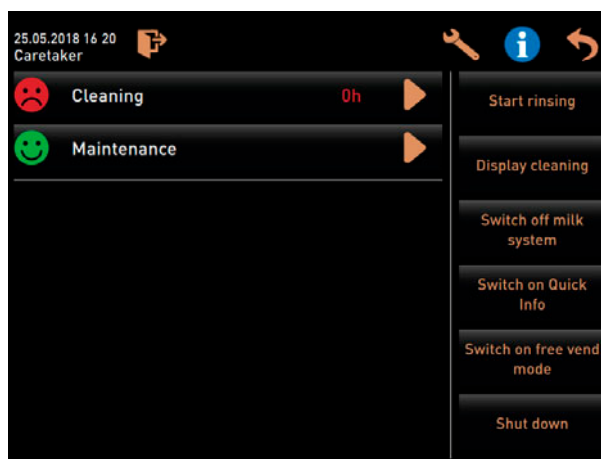 25.05.2018 16 20
Caretaker
i
Cleaning 0h
Maintenance
Start rinsing
Display cleaning
Switch off milk
system
Switch on Quick
Info
Switch on free vend
mode
Shut down